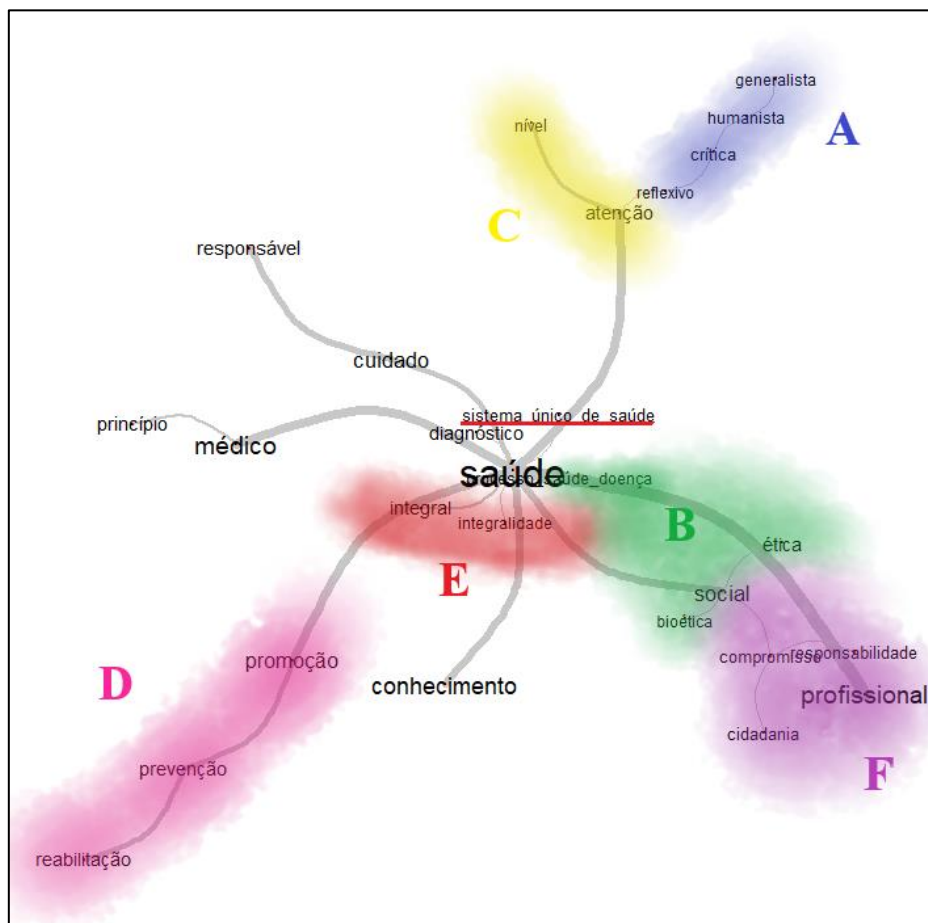 generalista
humanista
A
crítica
nível
reflexivo
atenção
C
responsável
cuidado
sistema_único_de_saúde
princípio
diagnóstico
médico
saúde
processo_saúde_doença
integral
integralidade
B
ética
E
social
bioética
compromisso
responsabilidade
promoção
D
conhecimento
profissional
cidadania
prevenção
F
reabilitação